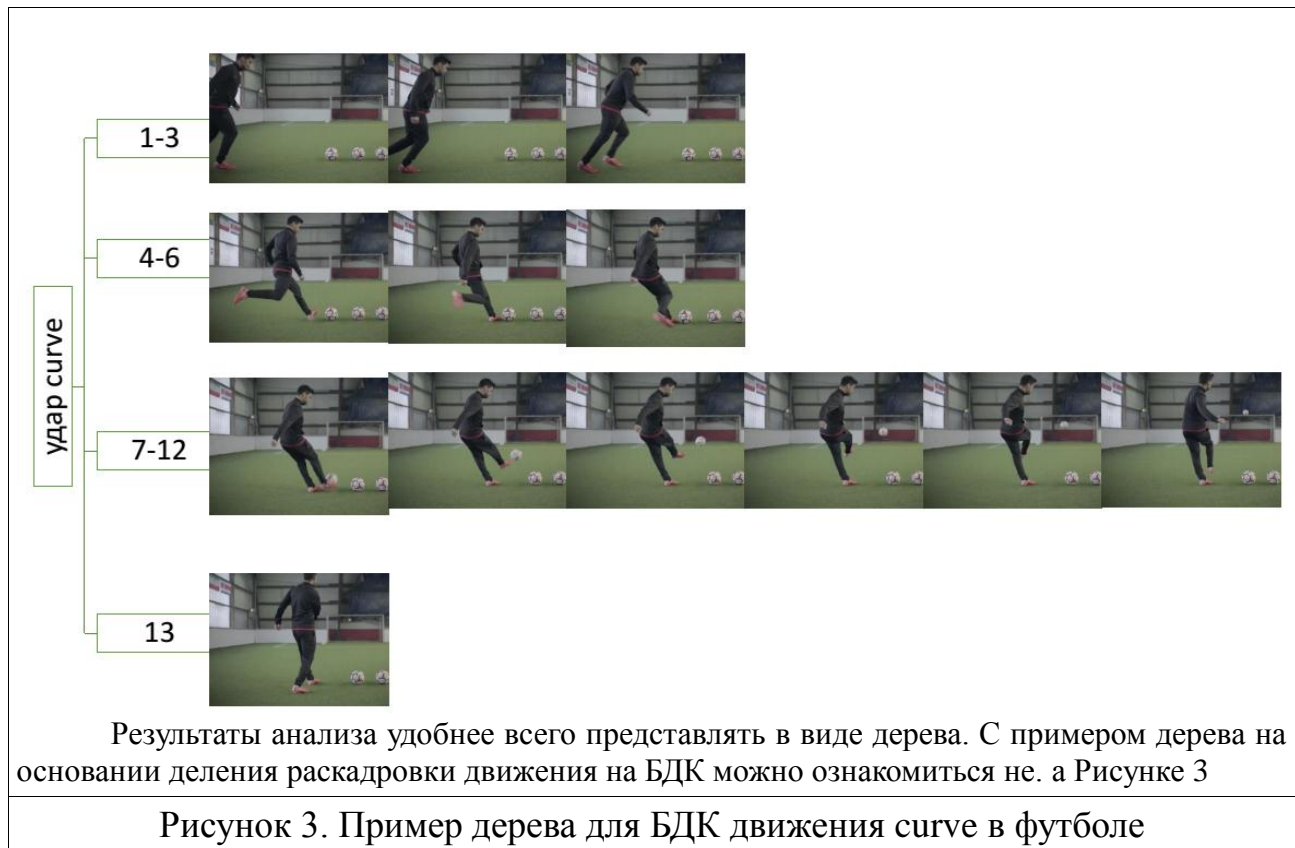 1-3
4-6
удар curve
7-12
13
Результаты анализа удобнее всего представлять в виде дерева. С примером дерева на
основании деления раскадровки движения на БДК можно ознакомиться не. а Рисунке 3
Рисунок 3. Пример дерева для БДК движения curve в футболе